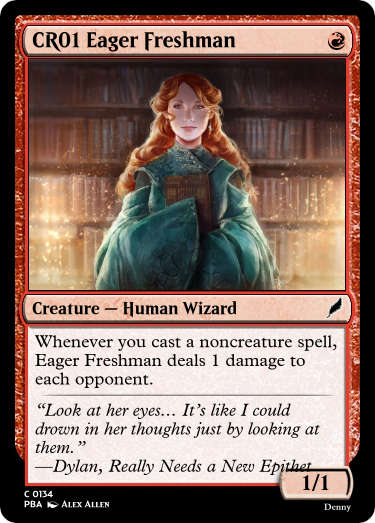 CR01 Eager Freshman
Creature — Human Wizard
Whenever you cast a noncreature spell,
Eager Freshman deals 1 damage to
each opponent.
“Look at her eyes… It’s like I could
drown in her thoughts just by looking at
them.”
—Dylan, Really Needs a New Epithet
1/1
C 0134
PBA Alex Allen
Denny